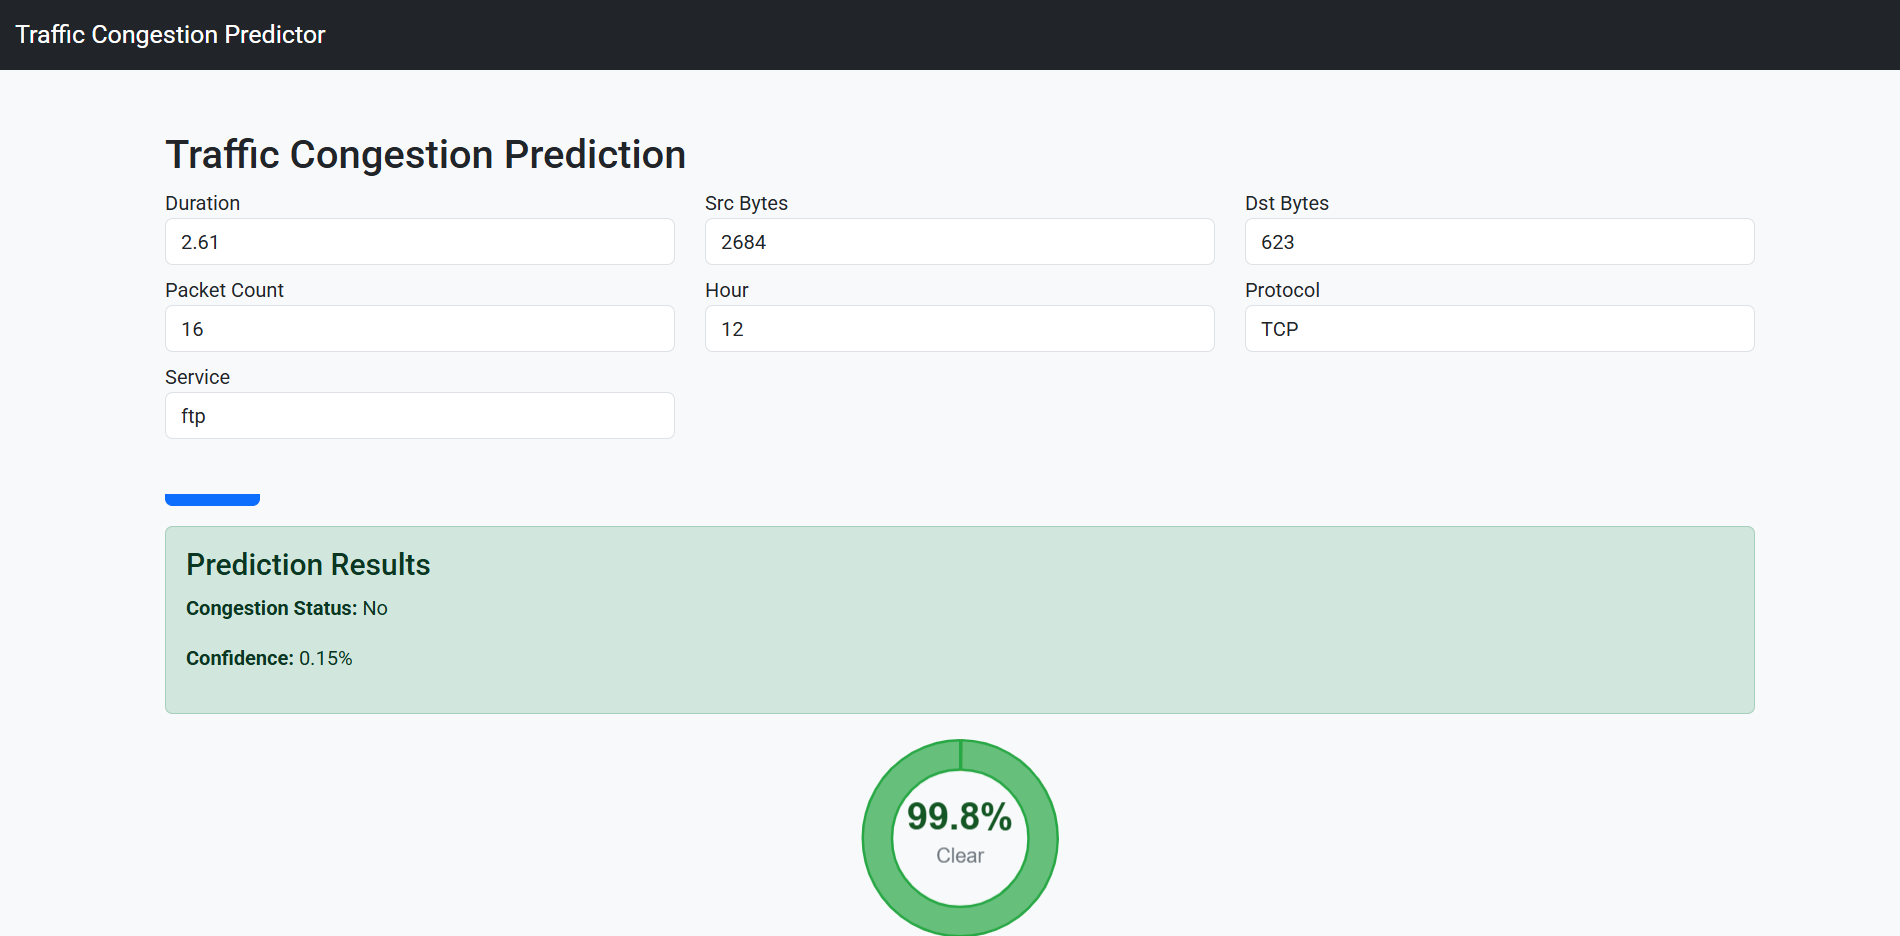 Traffic Congestion Predictor
Traffic Congestion Prediction
Duration
2.61
Src Bytes
2684
Dst Bytes
623
Packet Count
16
Hour
12
Protocol
TCP
Service
ftp
Prediction Results
Congestion Status: No
Confidence: 0.15%
99.8%
Clear